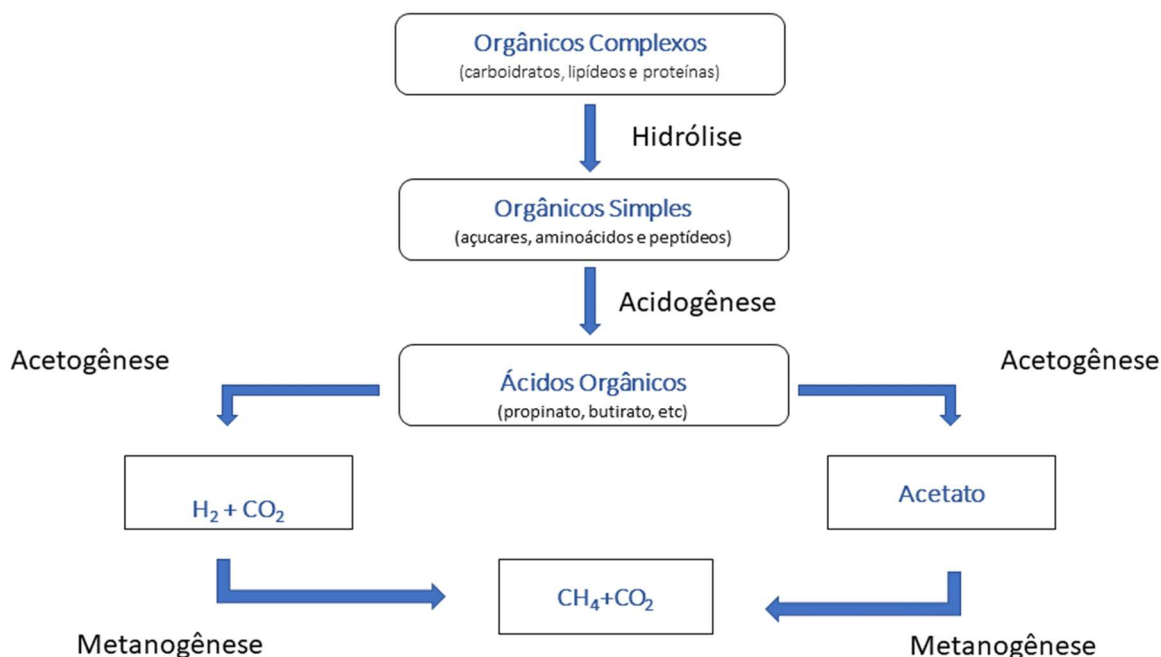 Orgânicos Complexos
(carboidratos, lipídeos e proteínas)
Hidrólise
Orgânicos Simples
(açucares, aminoácidos e peptídeos)
Acidogênese
Acetogênese
Ácidos Orgânicos
(propinato, butirato, etc)
Acetogênese
H₂ + CO₂
Acetato
CH₄+CO₂
Metanogênese
Metanogênese